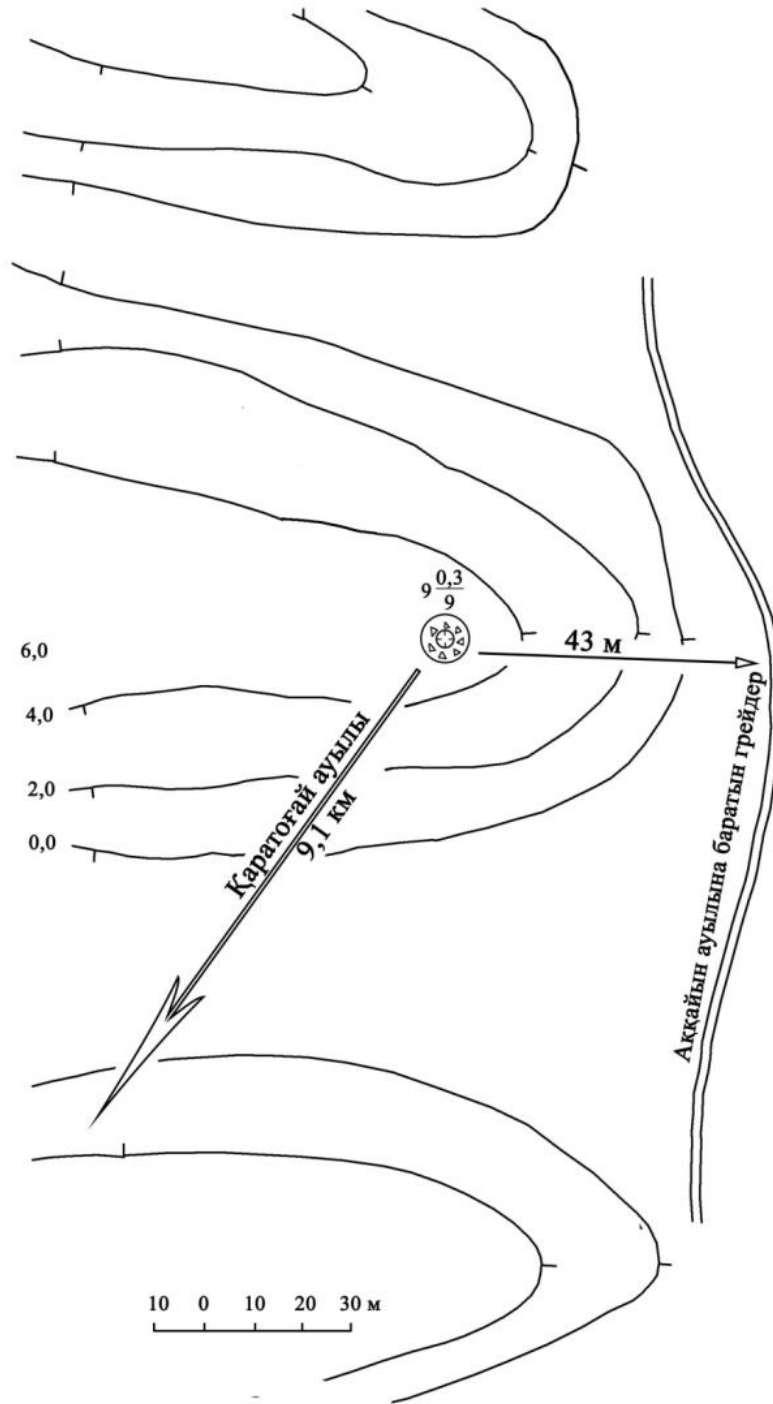 9 0,3/9
43 м
6,0
4,0
2,0
0,0
Қаратоғай ауылы
9,1 км
Аққайын ауылына баратын грейдер
10 0 10 20 30 м